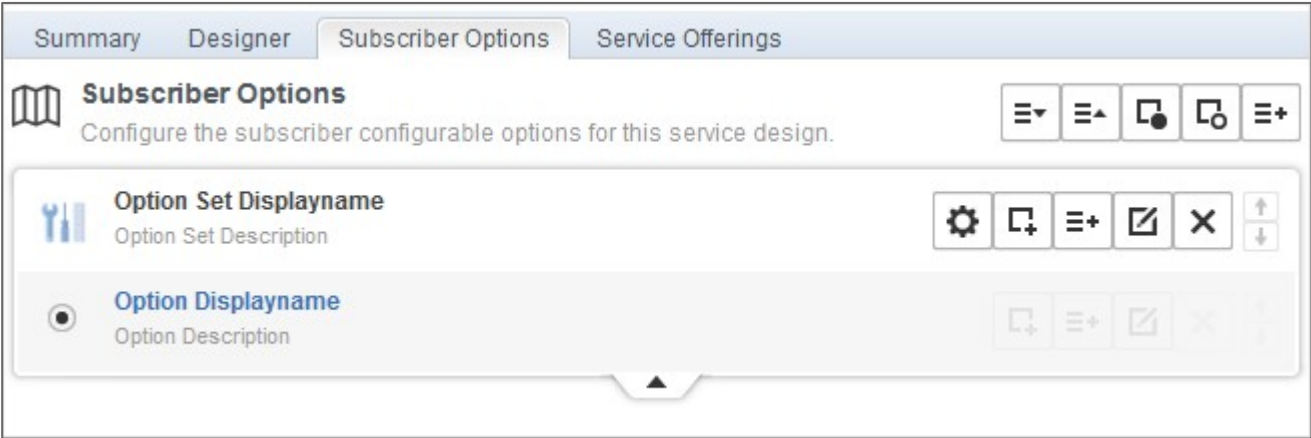 Summary Designer Subscriber Options Service Offerings
Subscriber Options
Configure the subscriber configurable options for this service design.
Option Set Displayname
Option Set Description
Option Displayname
Option Description